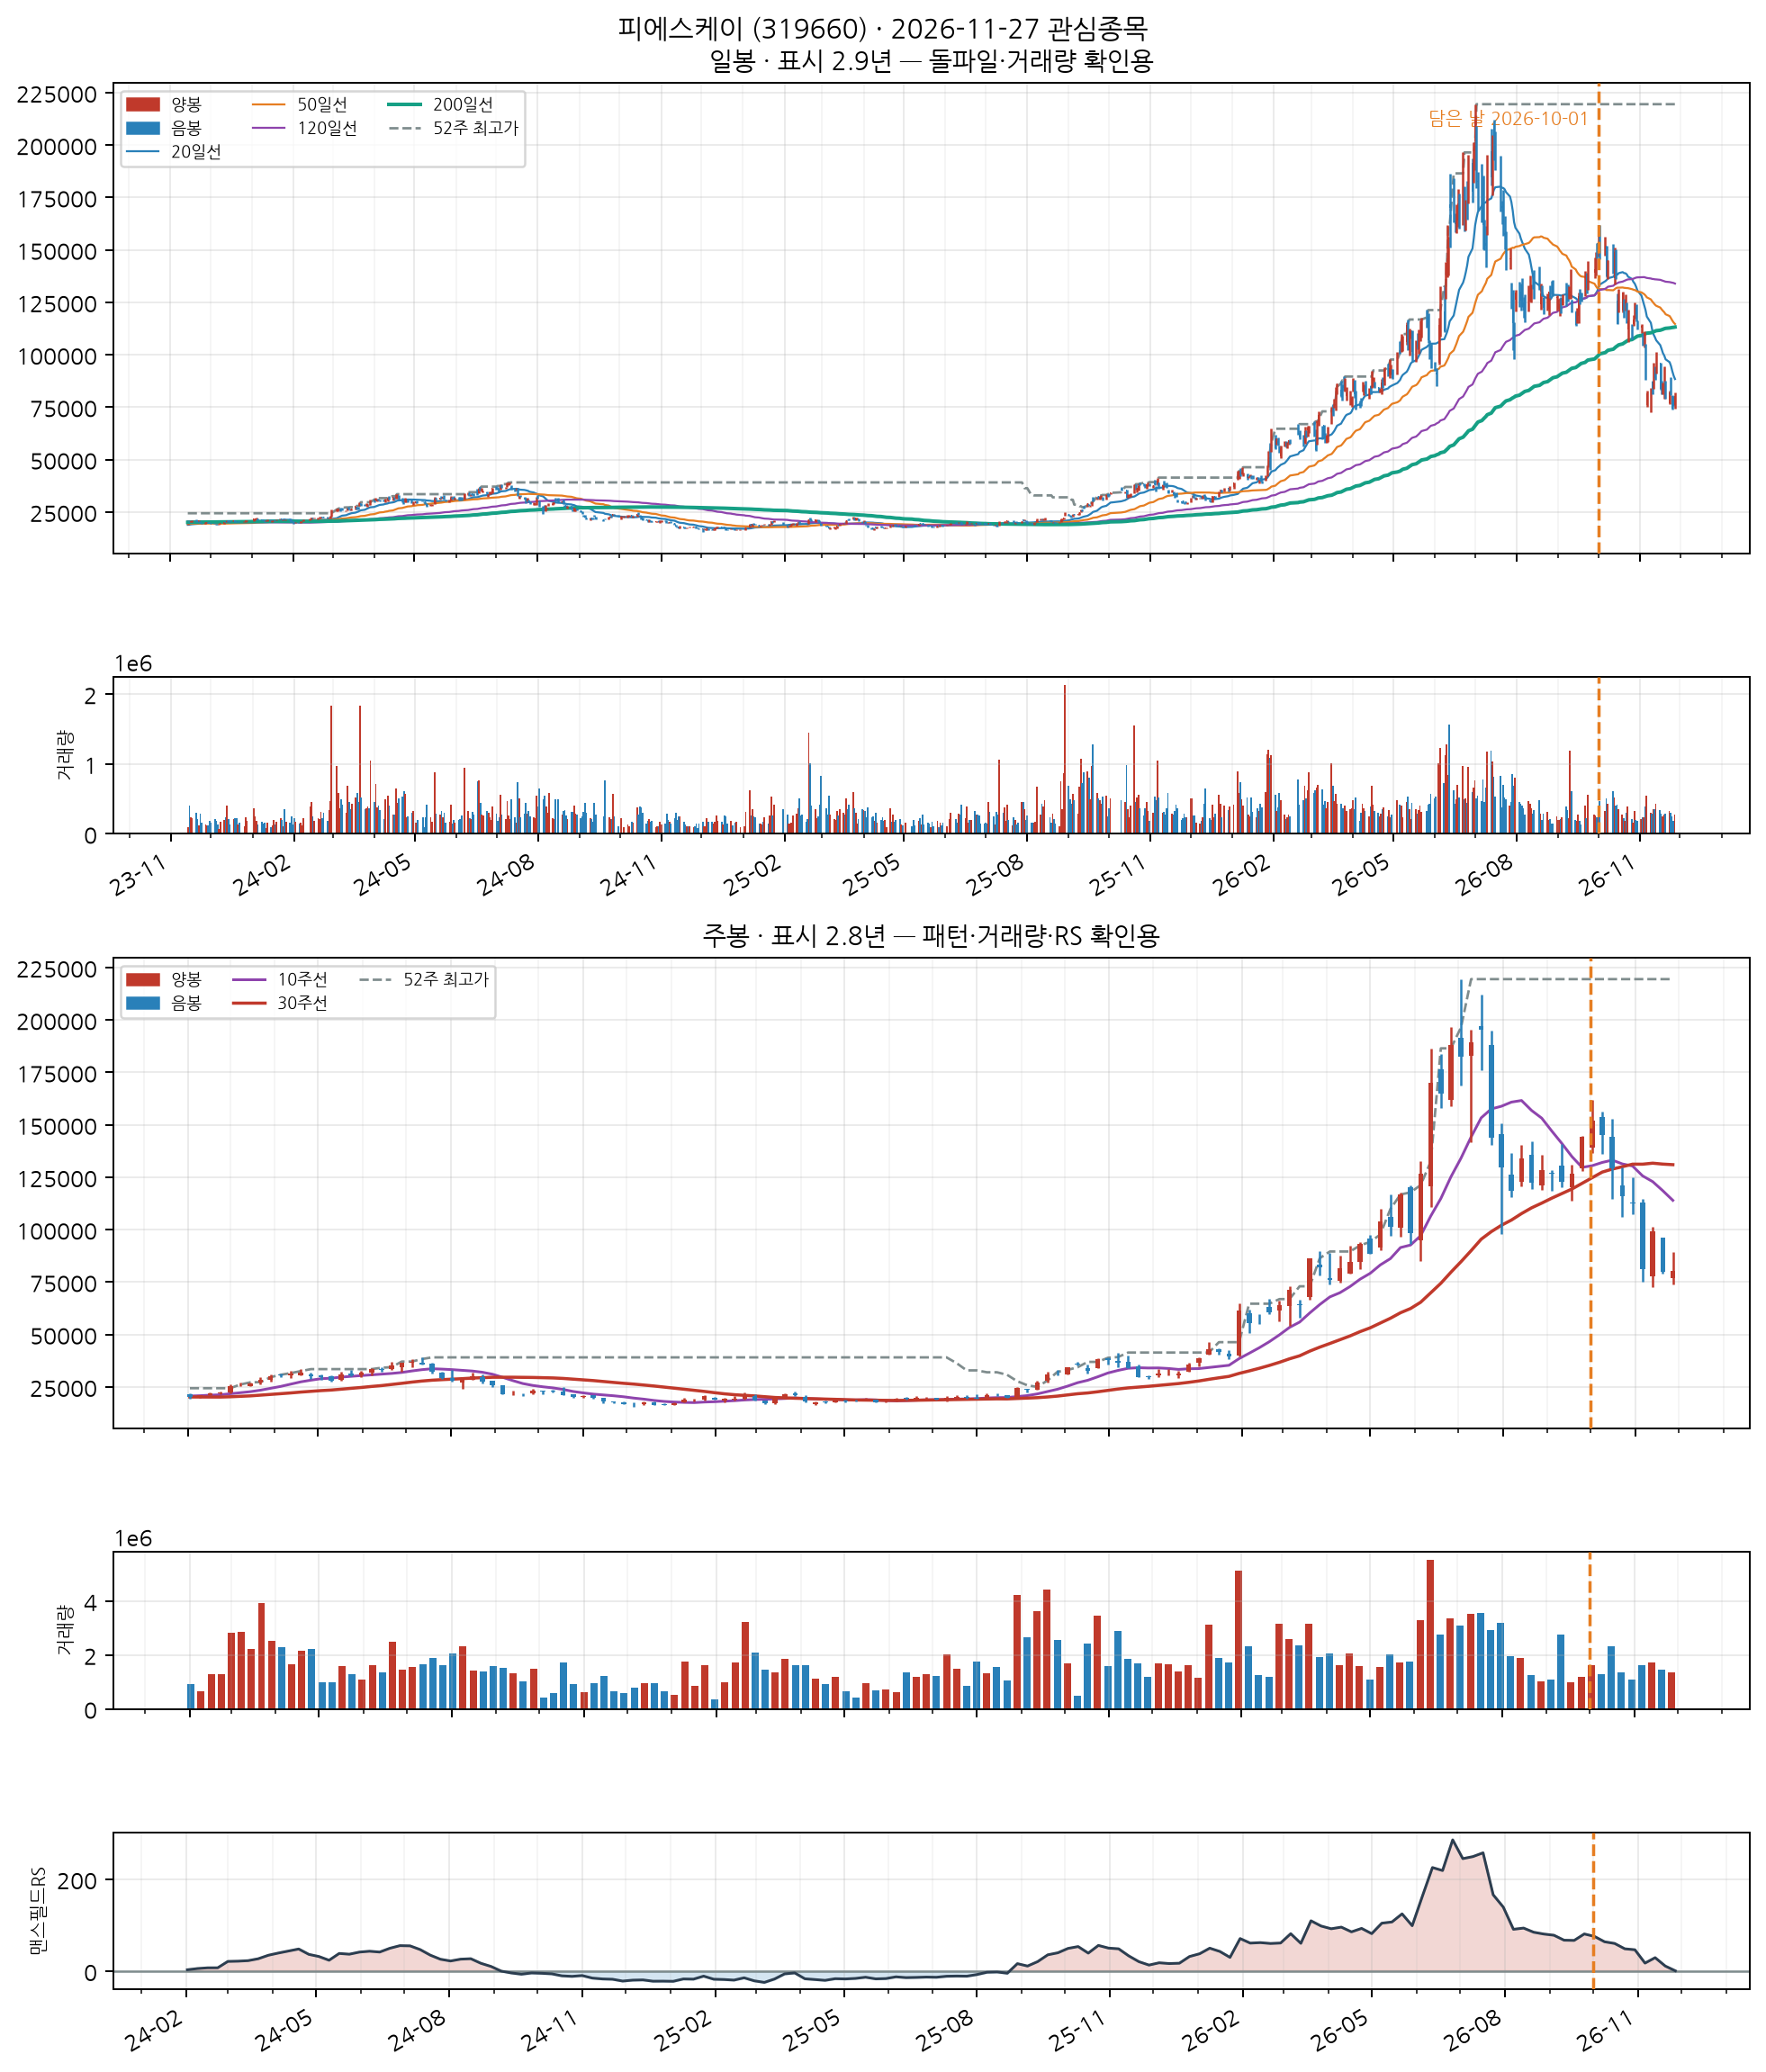 피에스케이 (319660) · 2026-11-27 관심종목
일봉 · 표시 2.9년 — 돌파일·거래량 확인용
양봉
음봉
20일선
50일선
120일선
200일선
52주 최고가
담은 날 2026-10-01
225000
200000
175000
150000
125000
100000
75000
50000
25000
1e6
거래량
2
1
0
23-11
24-02
24-05
24-08
24-11
25-02
25-05
25-08
25-11
26-02
26-05
26-08
26-11
주봉 · 표시 2.8년 — 패턴·거래량·RS 확인용
양봉
음봉
10주선
30주선
52주 최고가
225000
200000
175000
150000
125000
100000
75000
50000
25000
1e6
거래량
4
2
0
맨스필드RS
200
0
24-02
24-05
24-08
24-11
25-02
25-05
25-08
25-11
26-02
26-05
26-08
26-11